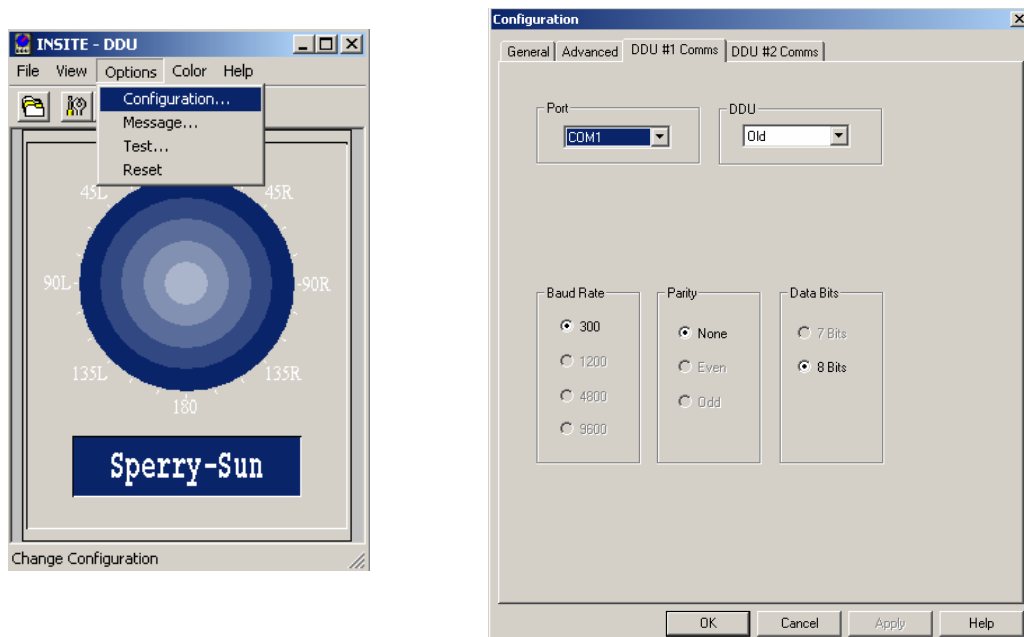 INSITE - DDU
File View Options Color Help
Configuration...
Message...
Test...
Reset
45L 45R
90L 90R
135L 135R
180
Sperry-Sun
Change Configuration
Configuration
General Advanced DDU #1 Comms DDU #2 Comms
Port DDU
COM1 Old
Baud Rate Parity Data Bits
300 None 7 Bits
1200 Even 8 Bits
4800 Odd
9600
OK Cancel Apply Help